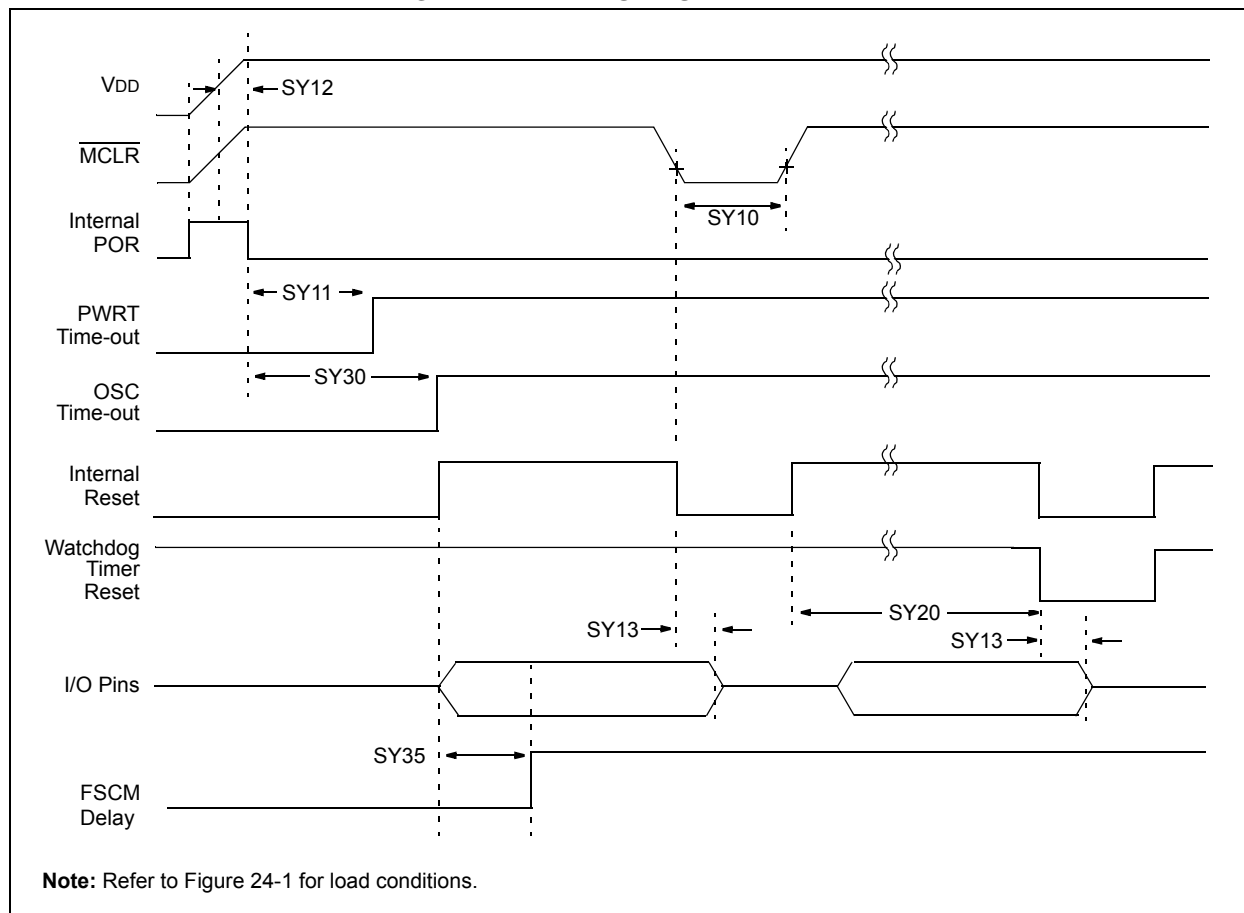 VDD
SY12
MCLR
SY10
Internal
POR
SY11
PWRT
Time-out
SY30
OSC
Time-out
Internal
Reset
Watchdog
Timer
Reset
SY20
SY13
SY13
I/O Pins
SY35
FSCM
Delay
Note: Refer to Figure 24-1 for load conditions.